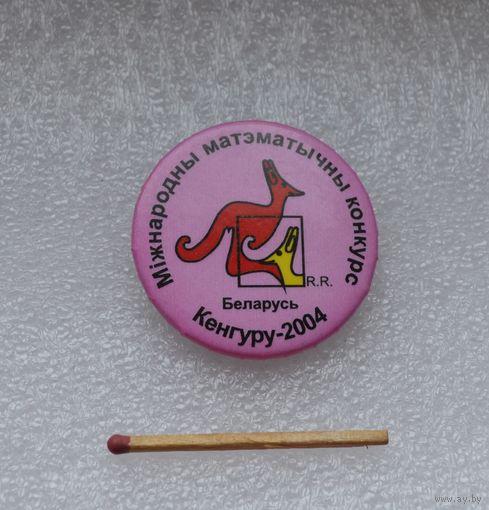 Міжнародны матэматычны конкурс
R.R.
Беларусь
Кенгуру-2004
www.ay.by